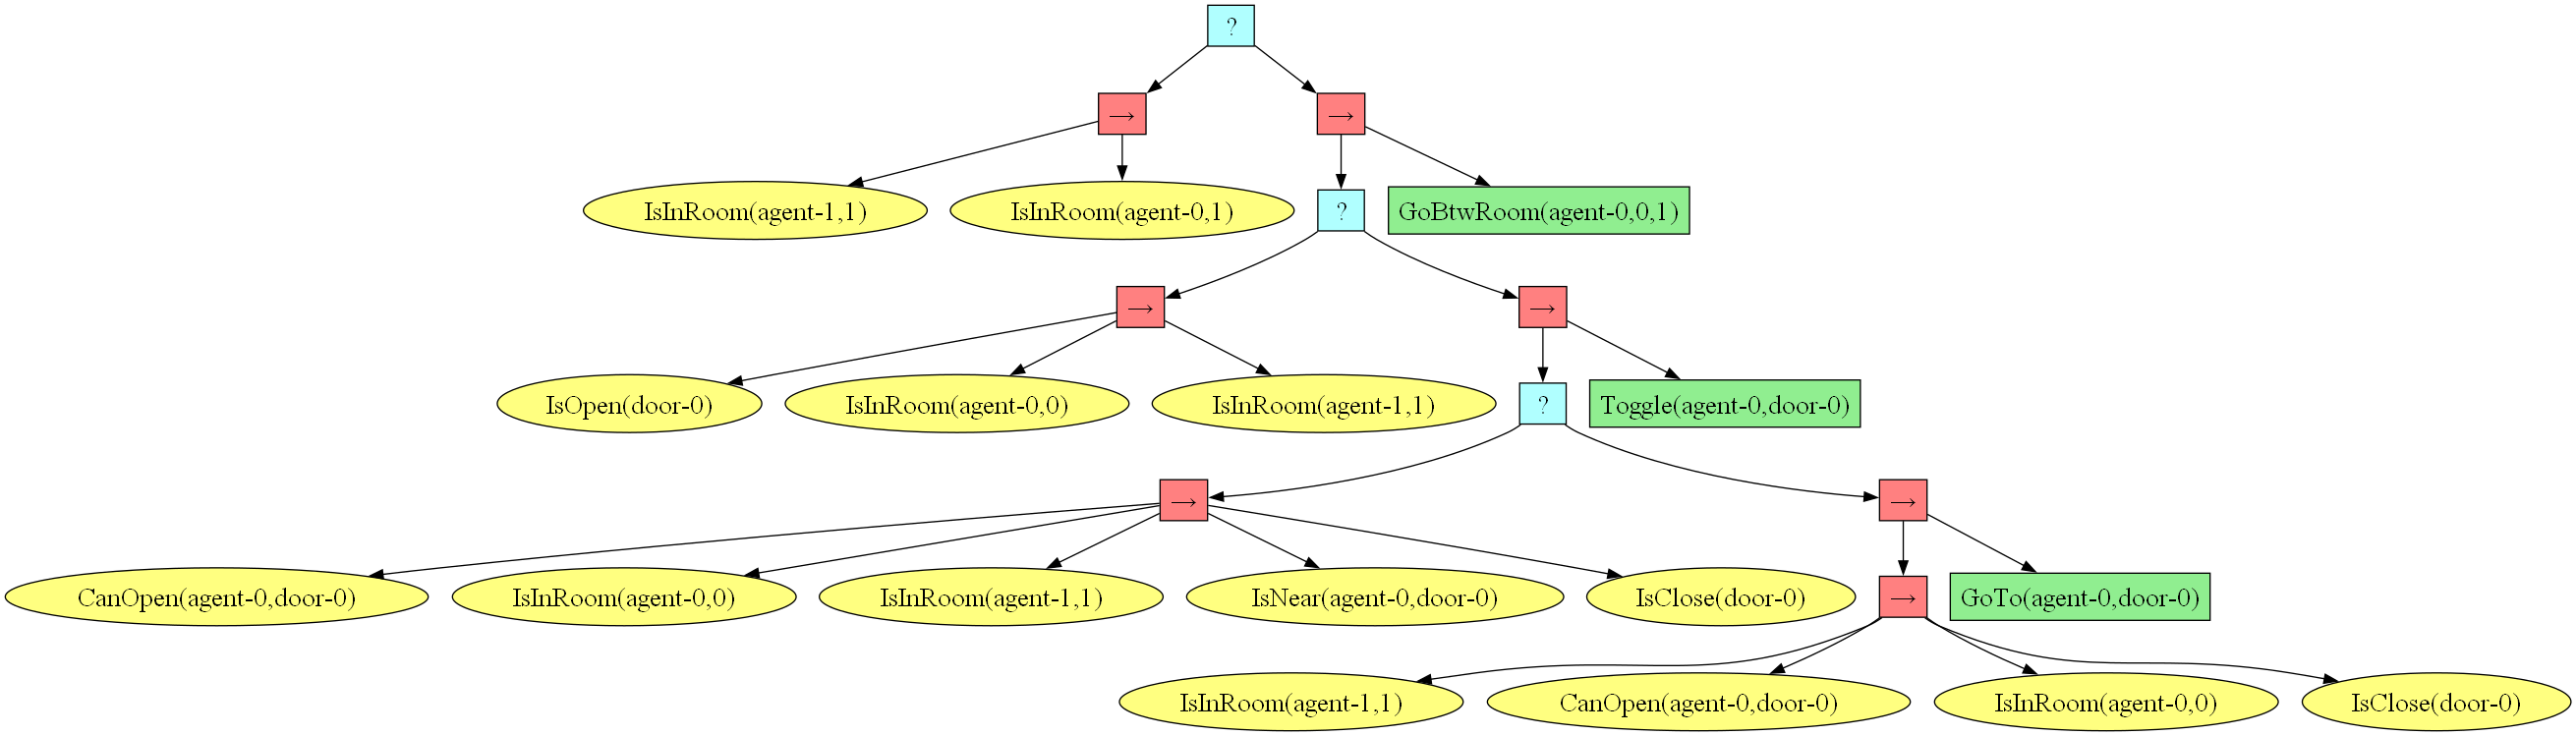 ?
→
→
IsInRoom(agent-1,1)
IsInRoom(agent-0,1)
?
GoBtwRoom(agent-0,0,1)
→
→
IsOpen(door-0)
IsInRoom(agent-0,0)
IsInRoom(agent-1,1)
?
Toggle(agent-0,door-0)
→
→
CanOpen(agent-0,door-0)
IsInRoom(agent-0,0)
IsInRoom(agent-1,1)
IsNear(agent-0,door-0)
IsClose(door-0)
→
GoTo(agent-0,door-0)
IsInRoom(agent-1,1)
CanOpen(agent-0,door-0)
IsInRoom(agent-0,0)
IsClose(door-0)